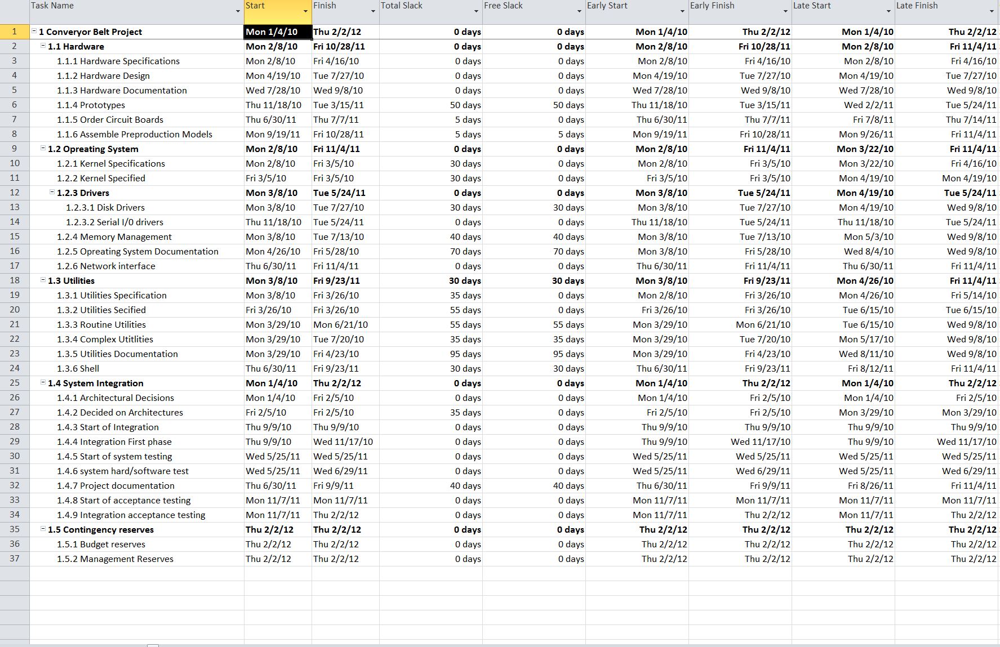 Task Name Start Finish Total Slack Free Slack Early Start Early Finish Late Start Late Finish
1 1 Converyor Belt Project Mon 1/4/10 Thu 2/2/12 0 days 0 days Mon 1/4/10 Thu 2/2/12 Mon 1/4/10 Thu 2/2/12
2 1.1 Hardware Mon 2/8/10 Fri 10/28/11 0 days 0 days Mon 2/8/10 Fri 10/28/11 Mon 2/8/10 Fri 11/4/11
3 1.1.1 Hardware Specifications Mon 2/8/10 Fri 4/16/10 0 days 0 days Mon 2/8/10 Fri 4/16/10 Mon 2/8/10 Fri 4/16/10
4 1.1.2 Hardware Design Mon 4/19/10 Tue 7/27/10 0 days 0 days Mon 4/19/10 Tue 7/27/10 Mon 4/19/10 Tue 7/27/10
5 1.1.3 Hardware Documentation Wed 7/28/10 Wed 9/8/10 0 days 0 days Wed 7/28/10 Wed 9/8/10 Wed 7/28/10 Wed 9/8/10
6 1.1.4 Prototypes Thu 11/18/10 Tue 3/15/11 50 days 50 days Thu 11/18/10 Tue 3/15/11 Wed 2/2/11 Tue 5/24/11
7 1.1.5 Order Circuit Boards Thu 6/30/11 Thu 7/7/11 5 days 0 days Thu 6/30/11 Thu 7/7/11 Fri 7/8/11 Thu 7/14/11
8 1.1.6 Assemble Preproduction Models Mon 9/19/11 Fri 10/28/11 5 days 5 days Mon 9/19/11 Fri 10/28/11 Mon 9/26/11 Fri 11/4/11
9 1.2 Opreating System Mon 2/8/10 Fri 11/4/11 0 days 0 days Mon 2/8/10 Fri 11/4/11 Mon 3/22/10 Fri 11/4/11
10 1.2.1 Kernel Specifications Mon 2/8/10 Fri 3/5/10 30 days 0 days Mon 2/8/10 Fri 3/5/10 Mon 3/22/10 Fri 4/16/10
11 1.2.2 Kernel Specified Fri 3/5/10 Fri 3/5/10 30 days 0 days Fri 3/5/10 Fri 3/5/10 Mon 4/19/10 Mon 4/19/10
12 1.2.3 Drivers Mon 3/8/10 Tue 5/24/11 0 days 0 days Mon 3/8/10 Tue 5/24/11 Mon 4/19/10 Tue 5/24/11
13 1.2.3.1 Disk Drivers Mon 3/8/10 Tue 7/27/10 30 days 30 days Mon 3/8/10 Tue 7/27/10 Mon 4/19/10 Wed 9/8/10
14 1.2.3.2 Serial I/0 drivers Thu 11/18/10 Tue 5/24/11 0 days 0 days Thu 11/18/10 Tue 5/24/11 Thu 11/18/10 Tue 5/24/11
15 1.2.4 Memory Management Mon 3/8/10 Tue 7/13/10 40 days 40 days Mon 3/8/10 Tue 7/13/10 Mon 5/3/10 Wed 9/8/10
16 1.2.5 Opreating System Documentation Mon 4/26/10 Fri 5/28/10 70 days 70 days Mon 3/8/10 Fri 5/28/10 Wed 8/4/10 Wed 9/8/10
17 1.2.6 Network interface Thu 6/30/11 Fri 11/4/11 0 days 0 days Thu 6/30/11 Fri 11/4/11 Thu 6/30/11 Fri 11/4/11
18 1.3 Utilities Mon 3/8/10 Fri 9/23/11 30 days 30 days Mon 3/8/10 Fri 9/23/11 Mon 4/26/10 Fri 11/4/11
19 1.3.1 Utilities Specification Mon 3/8/10 Fri 3/26/10 35 days 0 days Mon 2/8/10 Fri 3/26/10 Mon 4/26/10 Fri 5/14/10
20 1.3.2 Utilities Secified Fri 3/26/10 Fri 3/26/10 55 days 0 days Fri 3/26/10 Fri 3/26/10 Tue 6/15/10 Tue 6/15/10
21 1.3.3 Routine Utilities Mon 3/29/10 Mon 6/21/10 55 days 55 days Mon 3/29/10 Mon 6/21/10 Tue 6/15/10 Wed 9/8/10
22 1.3.4 Complex Utitlities Mon 3/29/10 Tue 7/20/10 35 days 35 days Mon 3/29/10 Tue 7/20/10 Mon 5/17/10 Wed 9/8/10
23 1.3.5 Utilities Documentation Mon 3/29/10 Fri 4/23/10 95 days 95 days Mon 3/29/10 Fri 4/23/10 Wed 8/11/10 Wed 9/8/10
24 1.3.6 Shell Thu 6/30/11 Fri 9/23/11 30 days 30 days Thu 6/30/11 Fri 9/23/11 Fri 8/12/11 Fri 11/4/11
25 1.4 System Integration Mon 1/4/10 Thu 2/2/12 0 days 0 days Mon 1/4/10 Thu 2/2/12 Mon 1/4/10 Thu 2/2/12
26 1.4.1 Architectural Decisions Mon 1/4/10 Fri 2/5/10 0 days 0 days Mon 1/4/10 Fri 2/5/10 Mon 1/4/10 Fri 2/5/10
27 1.4.2 Decided on Architectures Fri 2/5/10 Fri 2/5/10 35 days 0 days Fri 2/5/10 Fri 2/5/10 Mon 3/29/10 Mon 3/29/10
28 1.4.3 Start of Integration Thu 9/9/10 Thu 9/9/10 0 days 0 days Thu 9/9/10 Thu 9/9/10 Thu 9/9/10 Thu 9/9/10
29 1.4.4 Integration First phase Thu 9/9/10 Wed 11/17/10 0 days 0 days Thu 9/9/10 Wed 11/17/10 Thu 9/9/10 Wed 11/17/10
30 1.4.5 Start of system testing Wed 5/25/11 Wed 5/25/11 0 days 0 days Wed 5/25/11 Wed 5/25/11 Wed 5/25/11 Wed 5/25/11
31 1.4.6 system hard/software test Wed 5/25/11 Wed 6/29/11 0 days 0 days Wed 5/25/11 Wed 6/29/11 Wed 5/25/11 Wed 6/29/11
32 1.4.7 Project documentation Thu 6/30/11 Fri 9/9/11 40 days 40 days Thu 6/30/11 Fri 9/9/11 Fri 8/26/11 Fri 11/4/11
33 1.4.8 Start of acceptance testing Mon 11/7/11 Mon 11/7/11 0 days 0 days Mon 11/7/11 Mon 11/7/11 Mon 11/7/11 Mon 11/7/11
34 1.4.9 Integration acceptance testing Mon 11/7/11 Thu 2/2/12 0 days 0 days Mon 11/7/11 Thu 2/2/12 Mon 11/7/11 Thu 2/2/12
35 1.5 Contingency reserves Thu 2/2/12 Thu 2/2/12 0 days 0 days Thu 2/2/12 Thu 2/2/12 Thu 2/2/12 Thu 2/2/12
36 1.5.1 Budget reserves Thu 2/2/12 Thu 2/2/12 0 days 0 days Thu 2/2/12 Thu 2/2/12 Thu 2/2/12 Thu 2/2/12
37 1.5.2 Management Reserves Thu 2/2/12 Thu 2/2/12 0 days 0 days Thu 2/2/12 Thu 2/2/12 Thu 2/2/12 Thu 2/2/12